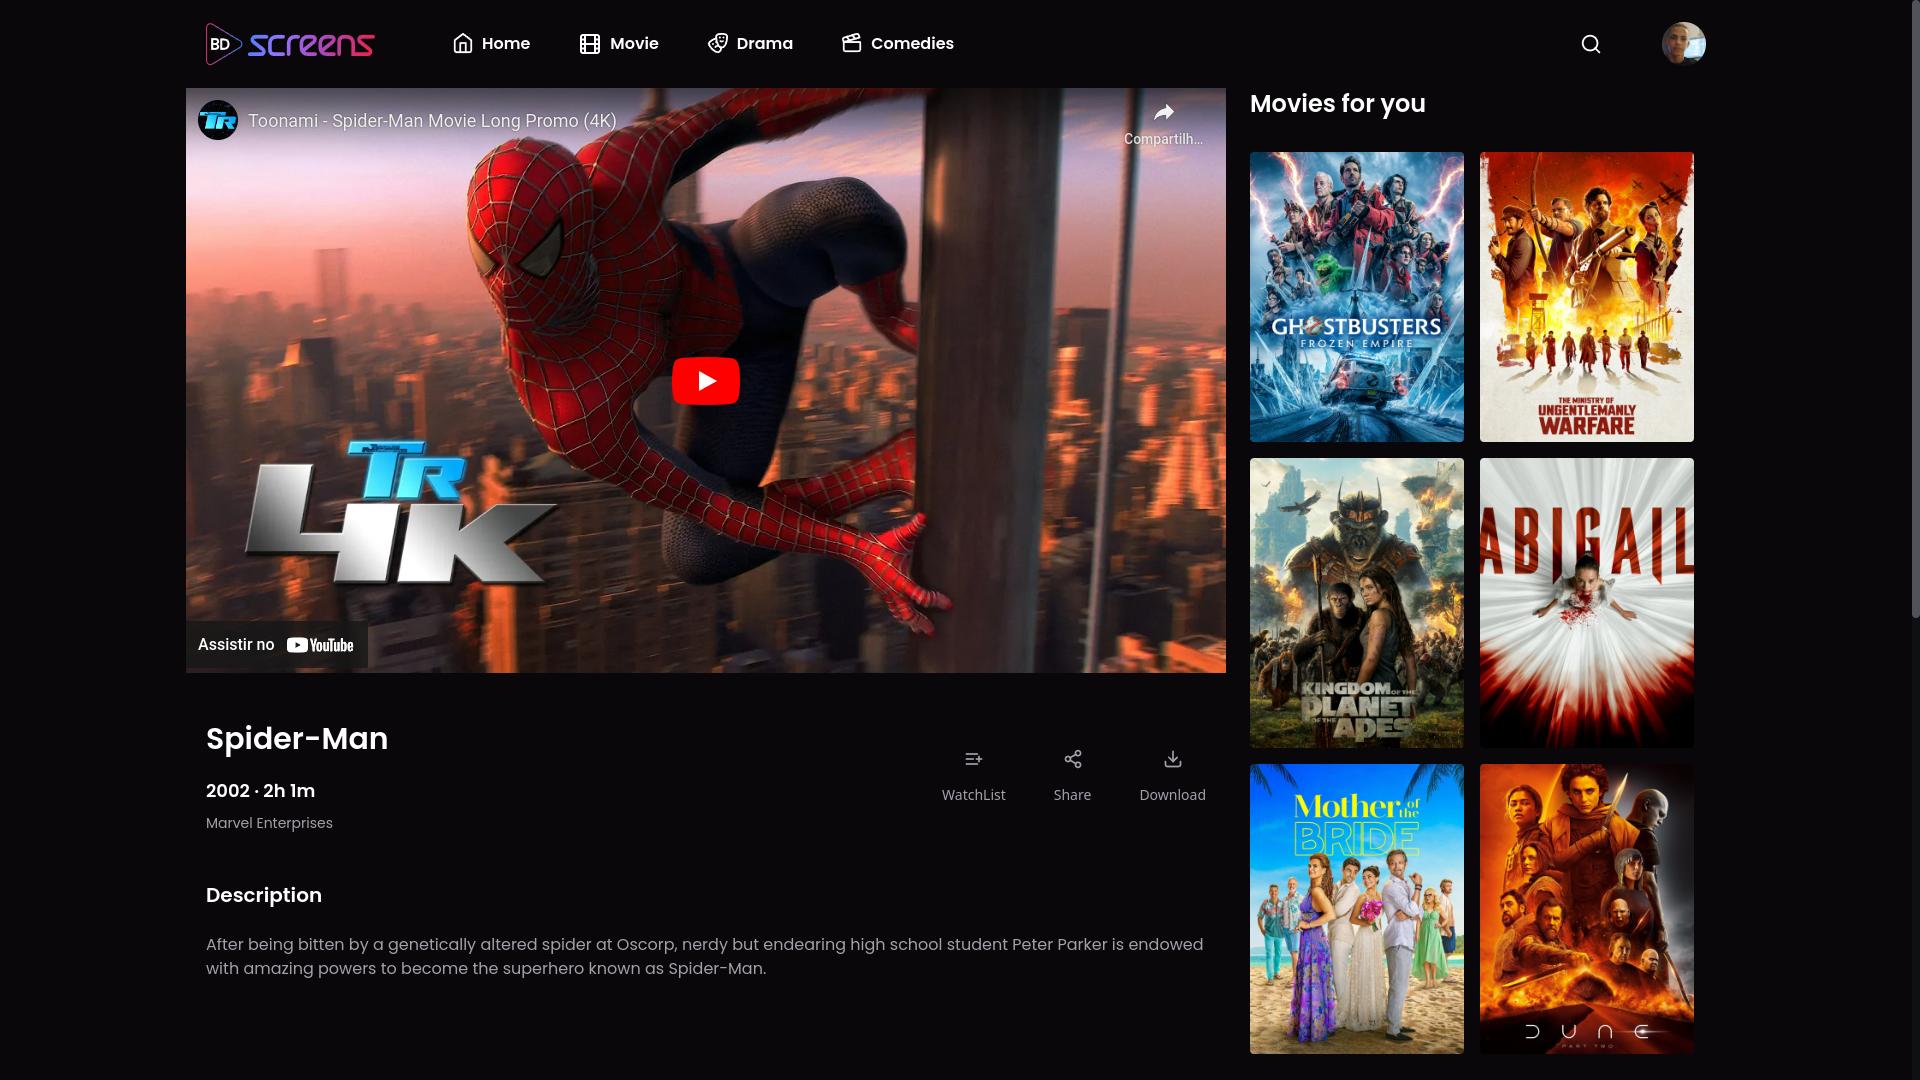 BD screens
Home
Movie
Drama
Comedies
TR
Toonami - Spider-Man Movie Long Promo (4K)
Compartilh...
TR
4K
Assistir no YouTube
Movies for you
GHOSTBUSTERS
FROZEN EMPIRE
THE MINISTRY OF
UNGENTLEMANLY
WARFARE
KINGDOM OF THE
PLANET
OF THE APES
ABIGAIL
Mother of the
BRIDE
DUNE
PART TWO
Spider-Man
2002 · 2h 1m
Marvel Enterprises
WatchList
Share
Download
Description
After being bitten by a genetically altered spider at Oscorp, nerdy but endearing high school student Peter Parker is endowed
with amazing powers to become the superhero known as Spider-Man.